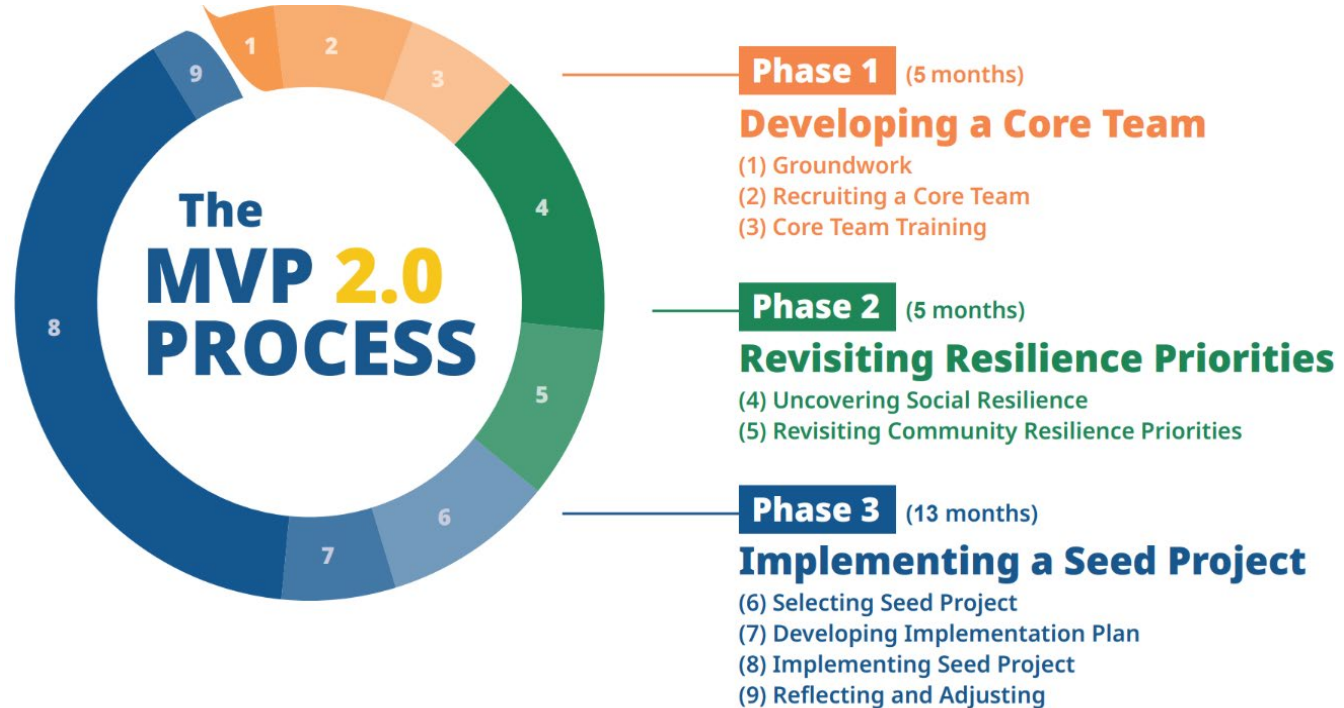 The
MVP 2.0
PROCESS
1
2
3
4
5
6
7
8
9
Phase 1 (5 months)
Developing a Core Team
(1) Groundwork
(2) Recruiting a Core Team
(3) Core Team Training
Phase 2 (5 months)
Revisiting Resilience Priorities
(4) Uncovering Social Resilience
(5) Revisiting Community Resilience Priorities
Phase 3 (13 months)
Implementing a Seed Project
(6) Selecting Seed Project
(7) Developing Implementation Plan
(8) Implementing Seed Project
(9) Reflecting and Adjusting